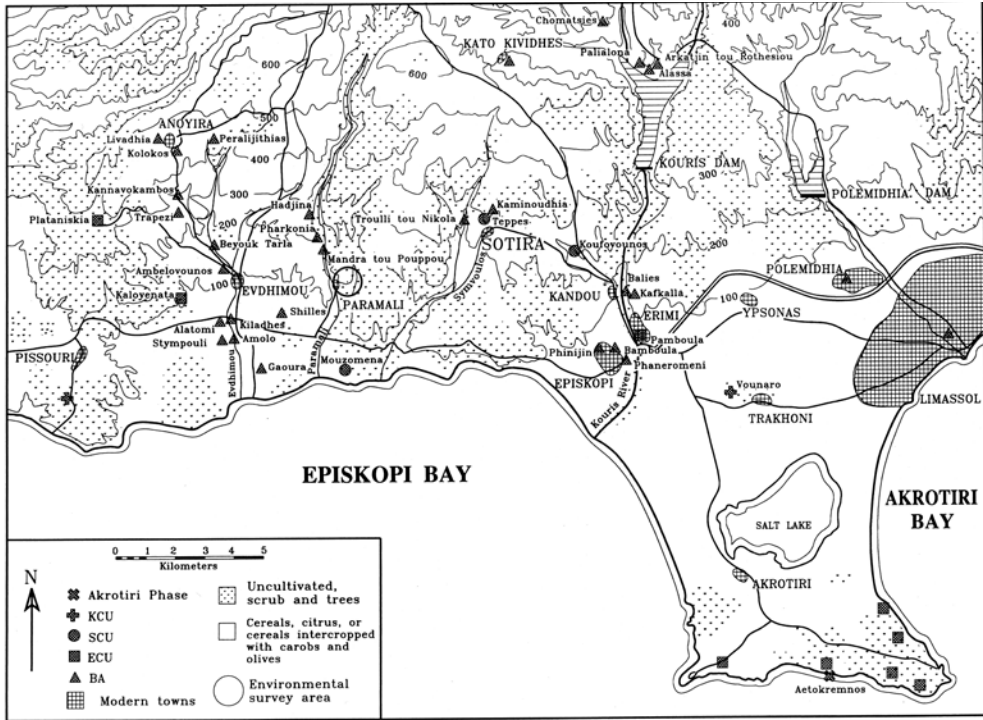 Chomatsies
400
KATO KIVIDHES
Palialona
Arkatjin tou Rothesiou
Alassa
600
600
500
ANOYIRA
Livadhia
Peralijithias
Kolokos
400
KOURIS DAM
300
POLEMIDHIA DAM
Kannavokambos
300
Plataniskia
Trapezi
Hadjina
Troulli tou Nikola
Kaminoudhia
Teppes
200
Pharkonia
SOTIRA
Koufovounos
200
Beyouk Tarla
Mandra tou Pouppou
Ambelovounos
100
EVDHIMOU
PARAMALI
Symvoulos
Balies
KANDOU
Kafkalla
POLEMIDHIA
100
Kaloyenata
Shilles
ERIMI
YPSONAS
Alatomi
Kiladhes
Stympouli
Amolo
Paramali
Pamboula
PISSOURI
Phinijin
Bamboula
Mouzomena
Phaneromeni
Evdhimou
Gaoura
EPISKOPI
Vounaro
LIMASSOL
Kouris River
TRAKHONI
EPISKOPI BAY
AKROTIRI
BAY
SALT LAKE
AKROTIRI
Aetokremnos
0 1 2 3 4 5
Kilometers
N
Akrotiri Phase
KCU
SCU
ECU
BA
Modern towns
Uncultivated,
scrub and trees
Cereals, citrus, or
cereals intercropped
with carobs and
olives
Environmental
survey area